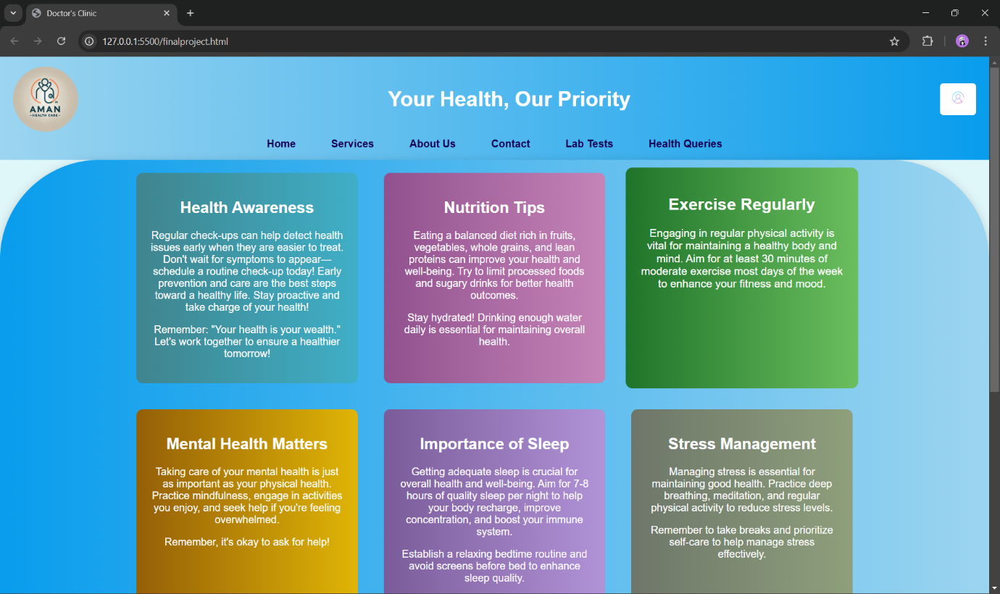 Doctor's Clinic
127.0.0.1:5500/finalproject.html
AMAN
-HEALTH CARE-
Your Health, Our Priority
Home Services About Us Contact Lab Tests Health Queries
Health Awareness
Regular check-ups can help detect health
issues early when they are easier to treat.
Don't wait for symptoms to appear—
schedule a routine check-up today! Early
prevention and care are the best steps
toward a healthy life. Stay proactive and
take charge of your health!
Remember: "Your health is your wealth."
Let's work together to ensure a healthier
tomorrow!
Nutrition Tips
Eating a balanced diet rich in fruits,
vegetables, whole grains, and lean
proteins can improve your health and
well-being. Try to limit processed foods
and sugary drinks for better health
outcomes.
Stay hydrated! Drinking enough water
daily is essential for maintaining overall
health.
Exercise Regularly
Engaging in regular physical activity is
vital for maintaining a healthy body and
mind. Aim for at least 30 minutes of
moderate exercise most days of the week
to enhance your fitness and mood.
Mental Health Matters
Taking care of your mental health is just
as important as your physical health.
Practice mindfulness, engage in activities
you enjoy, and seek help if you're feeling
overwhelmed.
Remember, it's okay to ask for help!
Importance of Sleep
Getting adequate sleep is crucial for
overall health and well-being. Aim for 7-8
hours of quality sleep per night to help
your body recharge, improve
concentration, and boost your immune
system.
Establish a relaxing bedtime routine and
avoid screens before bed to enhance
sleep quality.
Stress Management
Managing stress is essential for
maintaining good health. Practice deep
breathing, meditation, and regular
physical activity to reduce stress levels.
Remember to take breaks and prioritize
self-care to help manage stress
effectively.